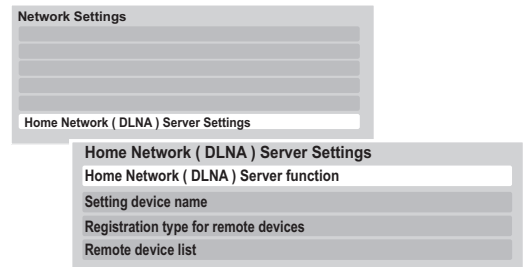 Network Settings
Home Network ( DLNA ) Server Settings
Home Network ( DLNA ) Server Settings
Home Network ( DLNA ) Server function
Setting device name
Registration type for remote devices
Remote device list